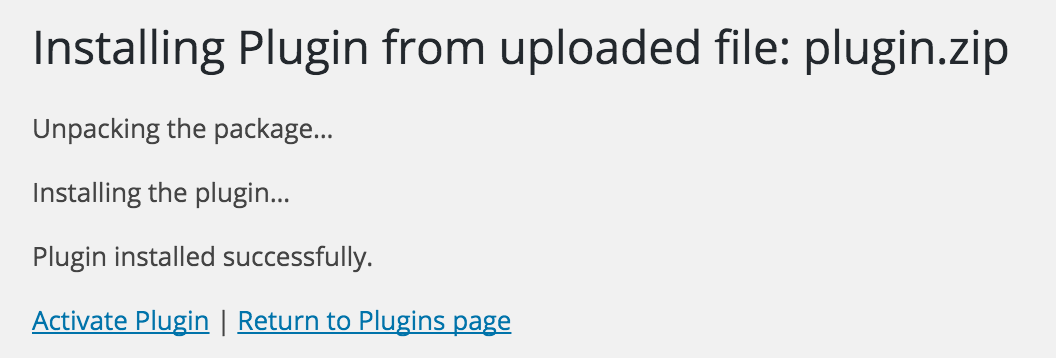 Installing Plugin from uploaded file: plugin.zip
Unpacking the package…
Installing the plugin…
Plugin installed successfully.
Activate Plugin | Return to Plugins page